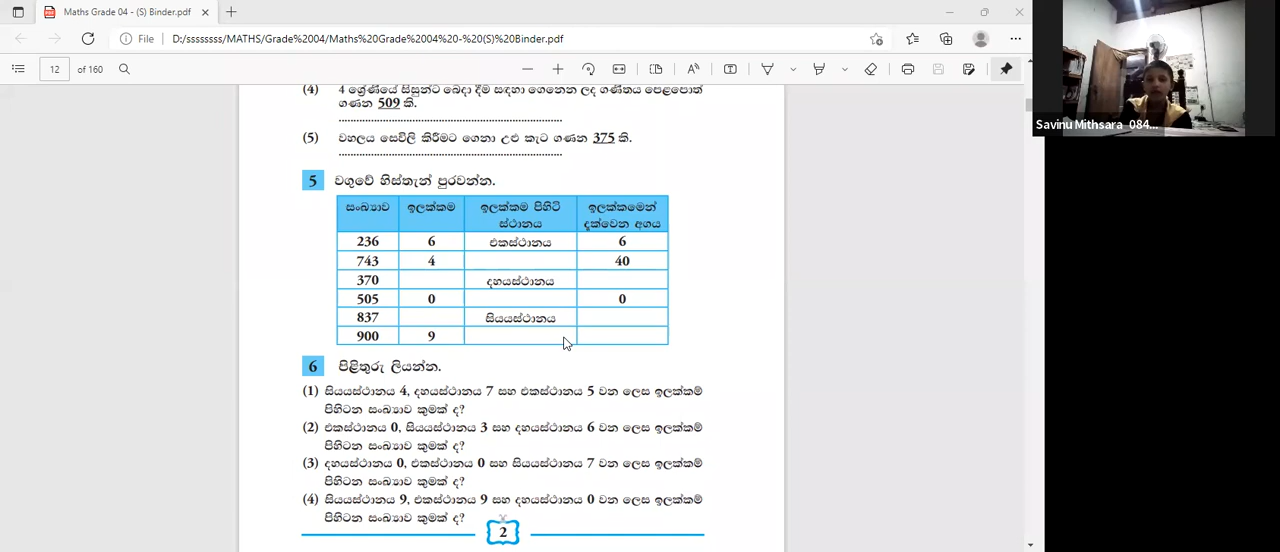 Maths Grade 04 - (S) Binder.pdf
File D:/ssssssss/MATHS/Grade%2004/Maths%20Grade%2004%20-%20(S)%20Binder.pdf
12 of 160
(4) 4 ශ්‍රේණියේ සිසුන්ට බෙදා දීම සඳහා ගෙනෙන ලද ගණිතය පෙළපොත්
ගණන 509 කි.
(5) වහලය සෙවිලි කිරීමට ගෙනා උළු කැට ගණන 375 කි.
5 වගුවේ හිස්තැන් පුරවන්න.
සංඛ්‍යාව ඉලක්කම ඉලක්කම පිහිටි ස්ථානය ඉලක්කමෙන් දැක්වෙන අගය
236 6 එකස්ථානය 6
743 4 40
370 දහයස්ථානය
505 0 0
837 සියයස්ථානය
900 9
6 පිළිතුරු ලියන්න.
(1) සියයස්ථානය 4, දහයස්ථානය 7 සහ එකස්ථානය 5 වන ලෙස ඉලක්කම්
පිහිටන සංඛ්‍යාව කුමක් ද?
(2) එකස්ථානය 0, සියයස්ථානය 3 සහ දහයස්ථානය 6 වන ලෙස ඉලක්කම්
පිහිටන සංඛ්‍යාව කුමක් ද?
(3) දහයස්ථානය 0, එකස්ථානය 0 සහ සියයස්ථානය 7 වන ලෙස ඉලක්කම්
පිහිටන සංඛ්‍යාව කුමක් ද?
(4) සියයස්ථානය 9, එකස්ථානය 9 සහ දහයස්ථානය 0 වන ලෙස ඉලක්කම්
පිහිටන සංඛ්‍යාව කුමක් ද?
2
Savinu Mithsara 084...